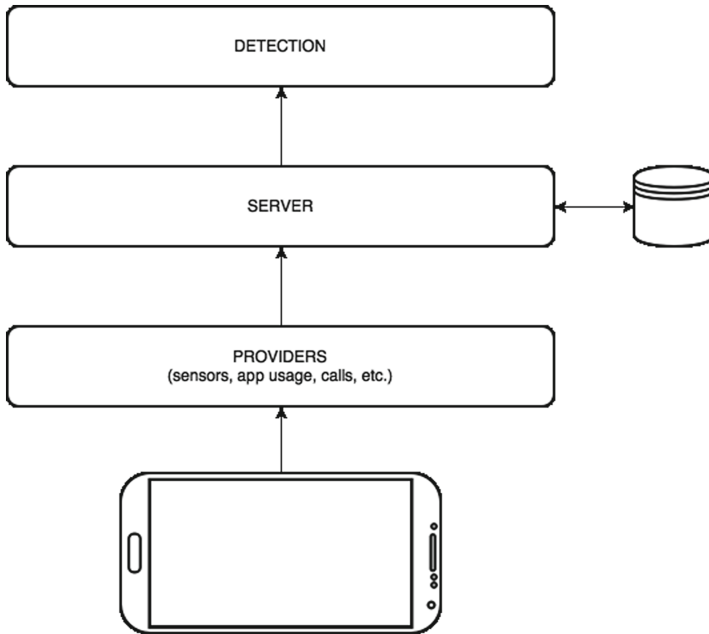 DETECTION
SERVER
PROVIDERS
(sensors, app usage, calls, etc.)